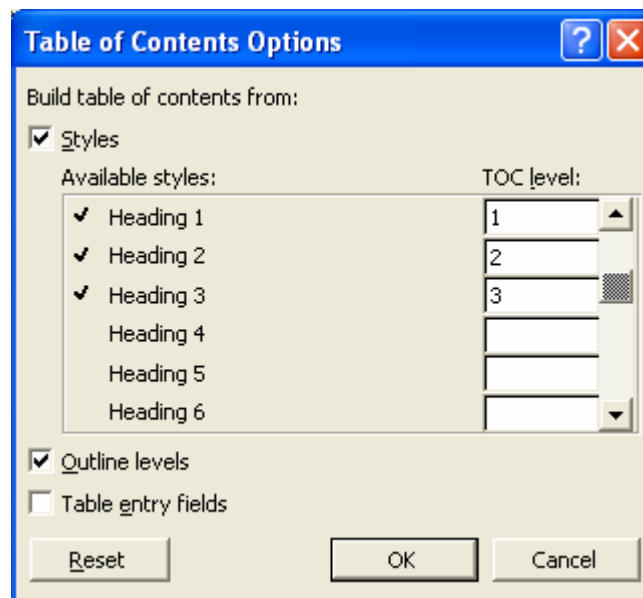 Table of Contents Options ?
Build table of contents from:
Styles
Available styles: TOC level:
Heading 1 1
Heading 2 2
Heading 3 3
Heading 4
Heading 5
Heading 6
Outline levels
Table entry fields
Reset OK Cancel